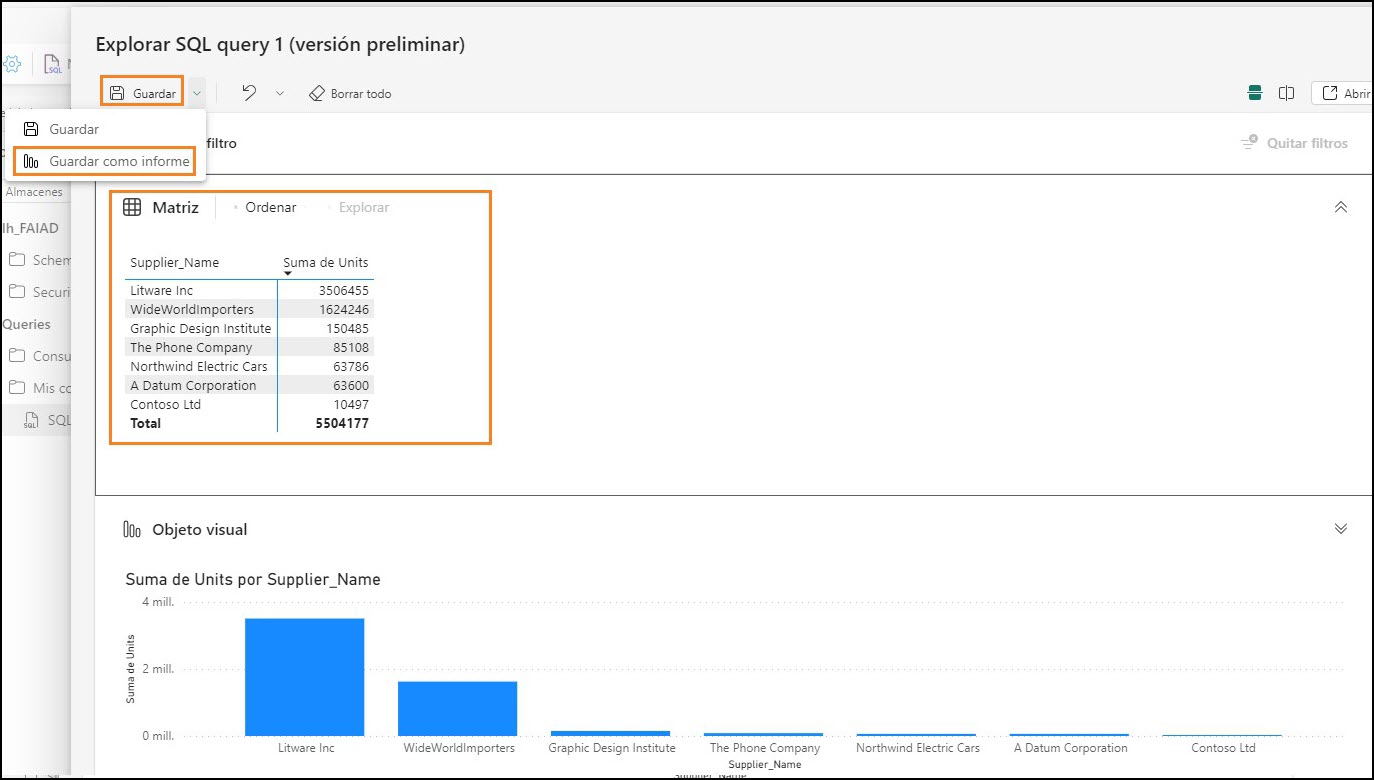 Explorar SQL query 1 (versión preliminar)
SQL
Guardar
Borrar todo
Abrir
Guardar
Guardar como informe
filtro
Quitar filtros
Almacenes
lh_FAIAD
Schem
Securi
Queries
Consu
Mis co
SQL
Matriz
Ordenar
Explorar
Supplier_Name Suma de Units
Litware Inc 3506455
WideWorldImporters 1624246
Graphic Design Institute 150485
The Phone Company 85108
Northwind Electric Cars 63786
A Datum Corporation 63600
Contoso Ltd 10497
Total 5504177
Objeto visual
Suma de Units por Supplier_Name
Suma de Units
4 mill.
2 mill.
0 mill.
Litware Inc WideWorldImporters Graphic Design Institute The Phone Company Northwind Electric Cars A Datum Corporation Contoso Ltd
Supplier_Name